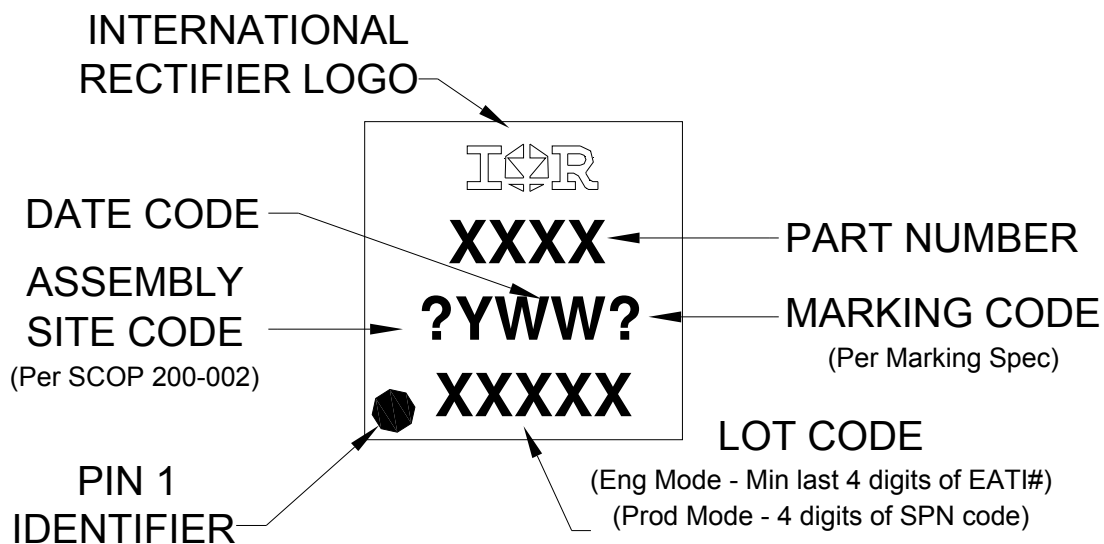 INTERNATIONAL
RECTIFIER LOGO
IOR
DATE CODE
XXXX
PART NUMBER
ASSEMBLY
SITE CODE
(Per SCOP 200-002)
?YWW?
MARKING CODE
(Per Marking Spec)
XXXXX
PIN 1
IDENTIFIER
LOT CODE
(Eng Mode - Min last 4 digits of EATI#)
(Prod Mode - 4 digits of SPN code)